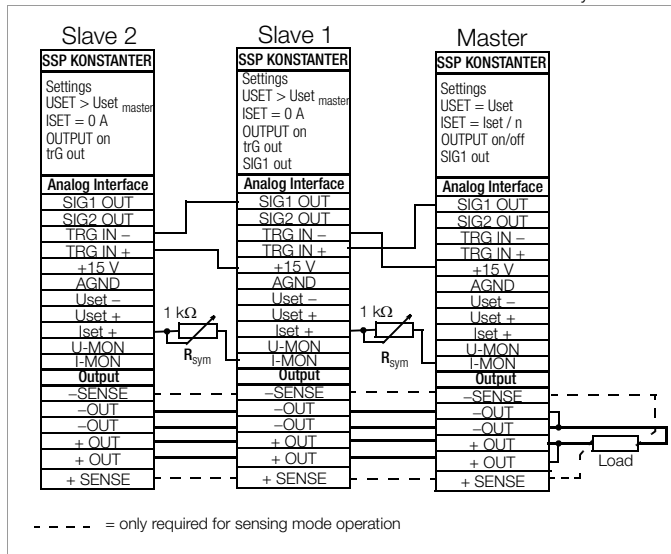 Slave 2
SSP KONSTANTER
Settings
USET > Uset master
ISET = 0 A
OUTPUT on
trG out
Analog Interface
SIG1 OUT
SIG2 OUT
TRG IN –
TRG IN +
+15 V
AGND
Uset –
Uset +
Iset +
U-MON
I-MON
Output
–SENSE
–OUT
–OUT
+ OUT
+ OUT
+ SENSE
1 kΩ
Rsym
Slave 1
SSP KONSTANTER
Settings
USET > Uset master
ISET = 0 A
OUTPUT on
trG out
SIG1 out
Analog Interface
SIG1 OUT
SIG2 OUT
TRG IN –
TRG IN +
+15 V
AGND
Uset –
Uset +
Iset +
U-MON
I-MON
Output
–SENSE
–OUT
–OUT
+ OUT
+ OUT
+ SENSE
1 kΩ
Rsym
Master
SSP KONSTANTER
Settings
USET = Uset
ISET = Iset / n
OUTPUT on/off
SIG1 out
Analog Interface
SIG1 OUT
SIG2 OUT
TRG IN –
TRG IN +
+15 V
AGND
Uset –
Uset +
Iset +
U-MON
I-MON
Output
–SENSE
–OUT
–OUT
+ OUT
+ OUT
+ SENSE
Load
= only required for sensing mode operation